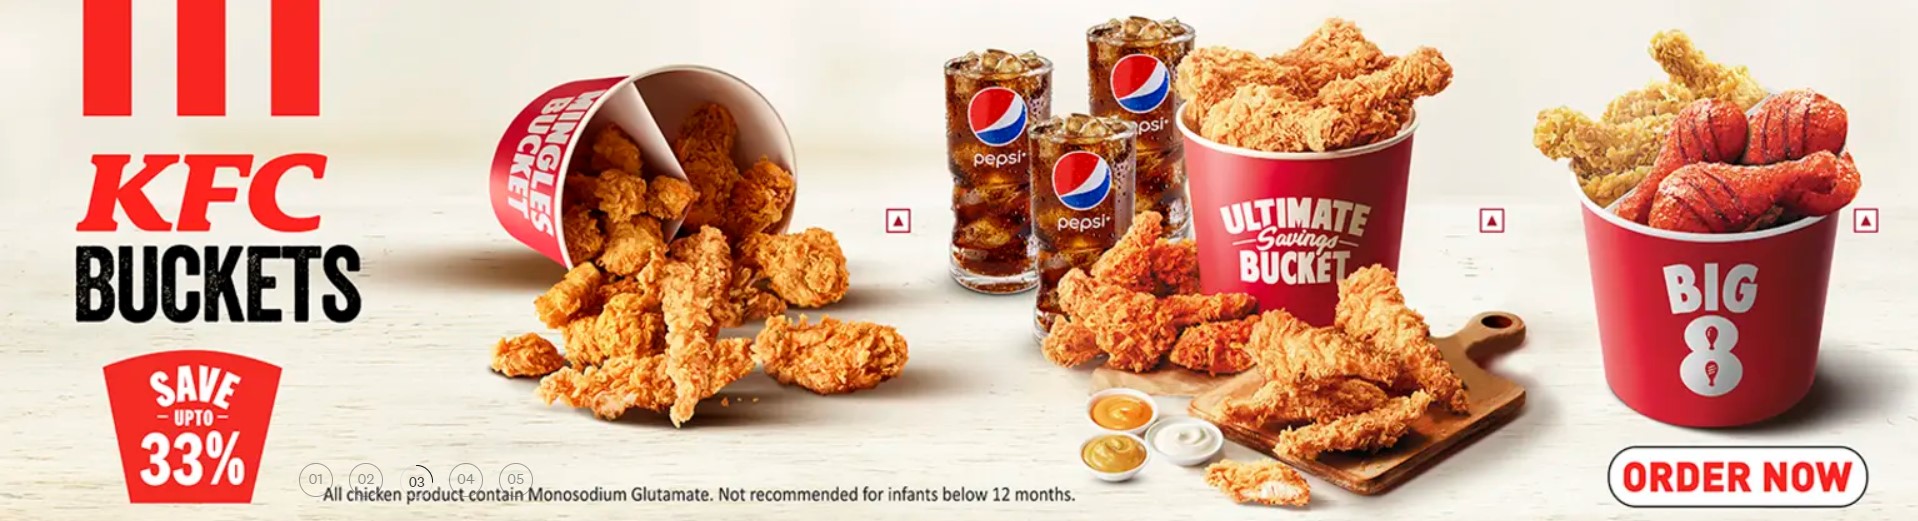 KFC
BUCKETS
SAVE
UPTO
33%
MINGLES
BUCKET
pepsi
pepsi
pepsi
ULTIMATE
Savings
BUCKET
BIG
8
01 02 03 04 05
All chicken product contain Monosodium Glutamate. Not recommended for infants below 12 months.
ORDER NOW